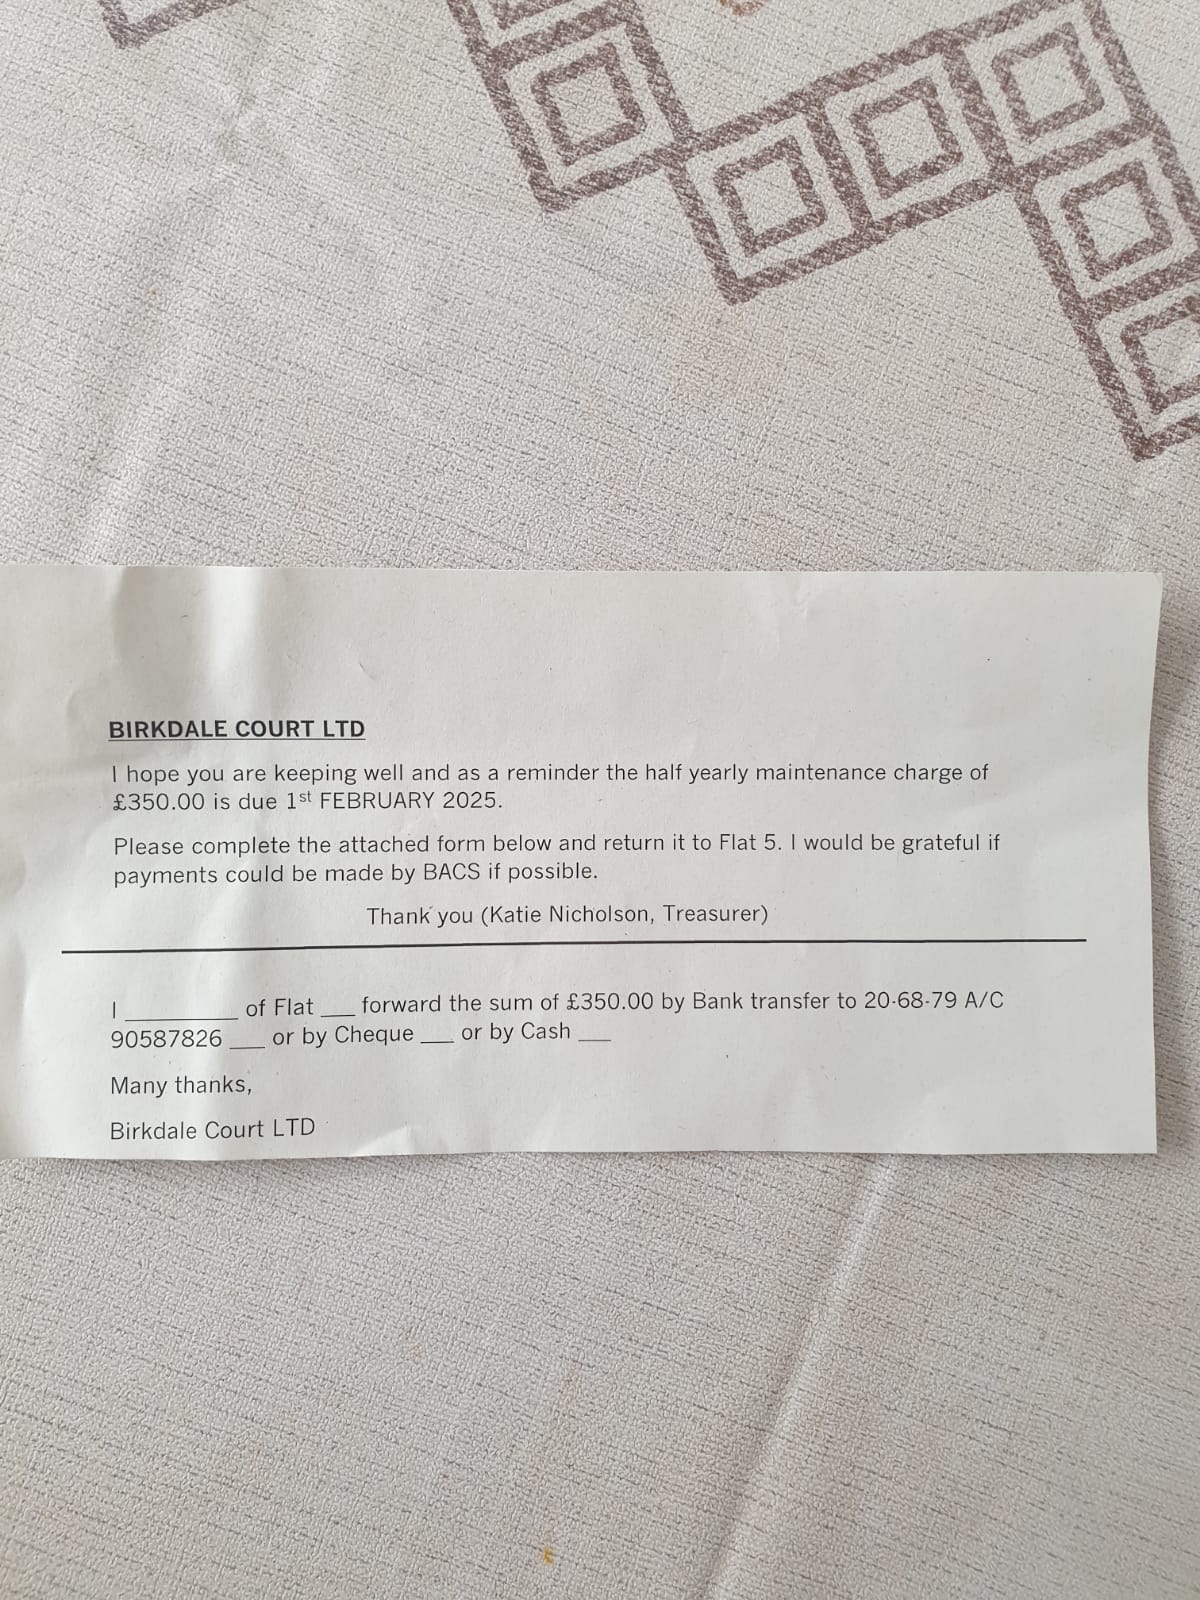 BIRKDALE COURT LTD
I hope you are keeping well and as a reminder the half yearly maintenance charge of
£350.00 is due 1st FEBRUARY 2025.
Please complete the attached form below and return it to Flat 5. I would be grateful if
payments could be made by BACS if possible.
Thank you (Katie Nicholson, Treasurer)
I ________ of Flat ___ forward the sum of £350.00 by Bank transfer to 20-68-79 A/C
90587826 ___ or by Cheque ___ or by Cash ___
Many thanks,
Birkdale Court LTD